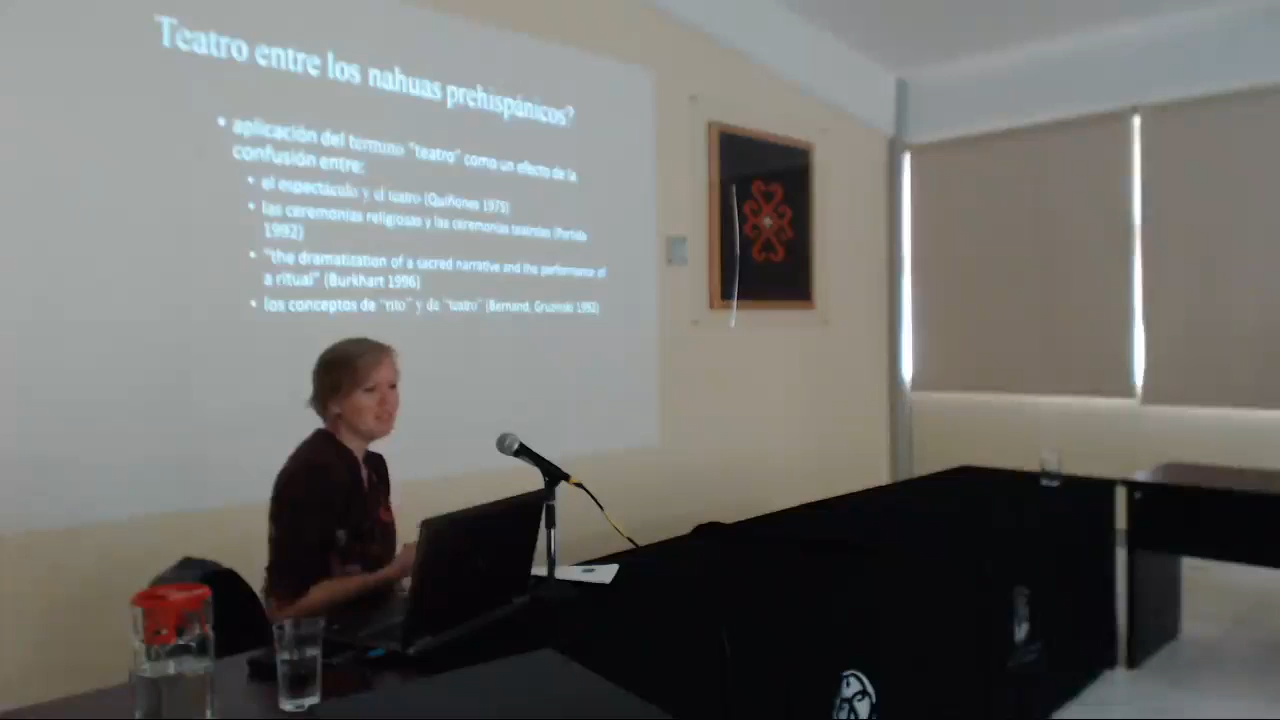 Teatro entre los nahuas prehispánicos?
• aplicación del termino "teatro" como un efecto de la
confusión entre:
• el espectáculo y el teatro (Quiñones 1975)
• las ceremonias religiosas y las ceremonias teatrales (Partida
1992)
• "the dramatization of a sacred narrative and the performance of
a ritual" (Burkhart 1996)
• los conceptos de "rito" y de "teatro" (Bernand, Gruzinski 1992)